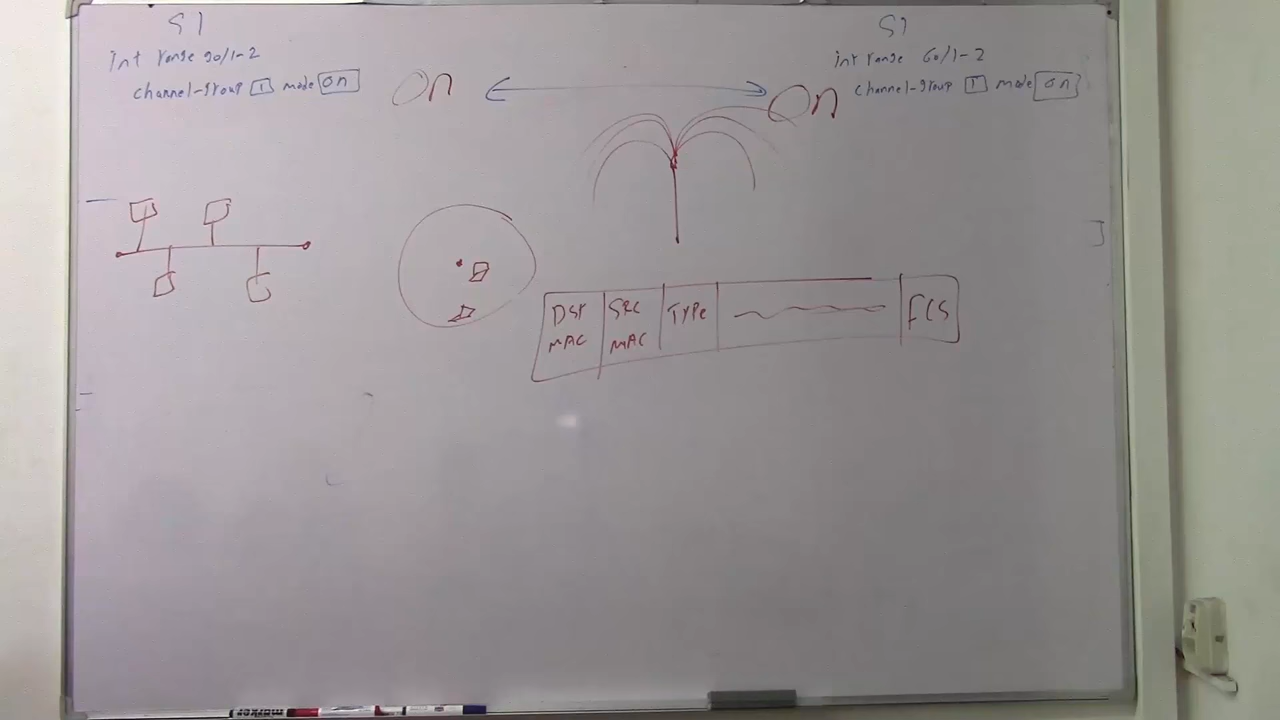 S1
int range g0/1-2
channel-group 1 mode on
on
S1
int range G0/1-2
channel-group 1 mode on
On
DST MAC
SRC MAC
TYPe
FCS
marker